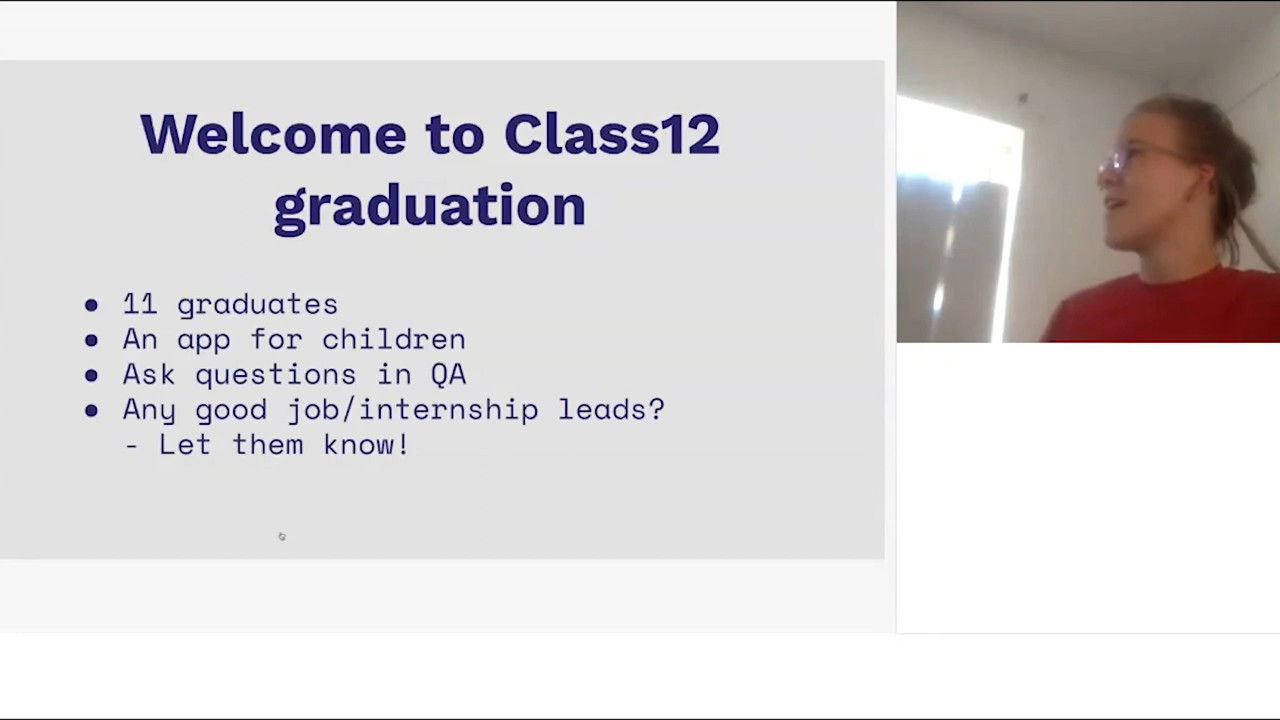 Welcome to Class12
graduation
● 11 graduates
● An app for children
● Ask questions in QA
● Any good job/internship leads?
- Let them know!